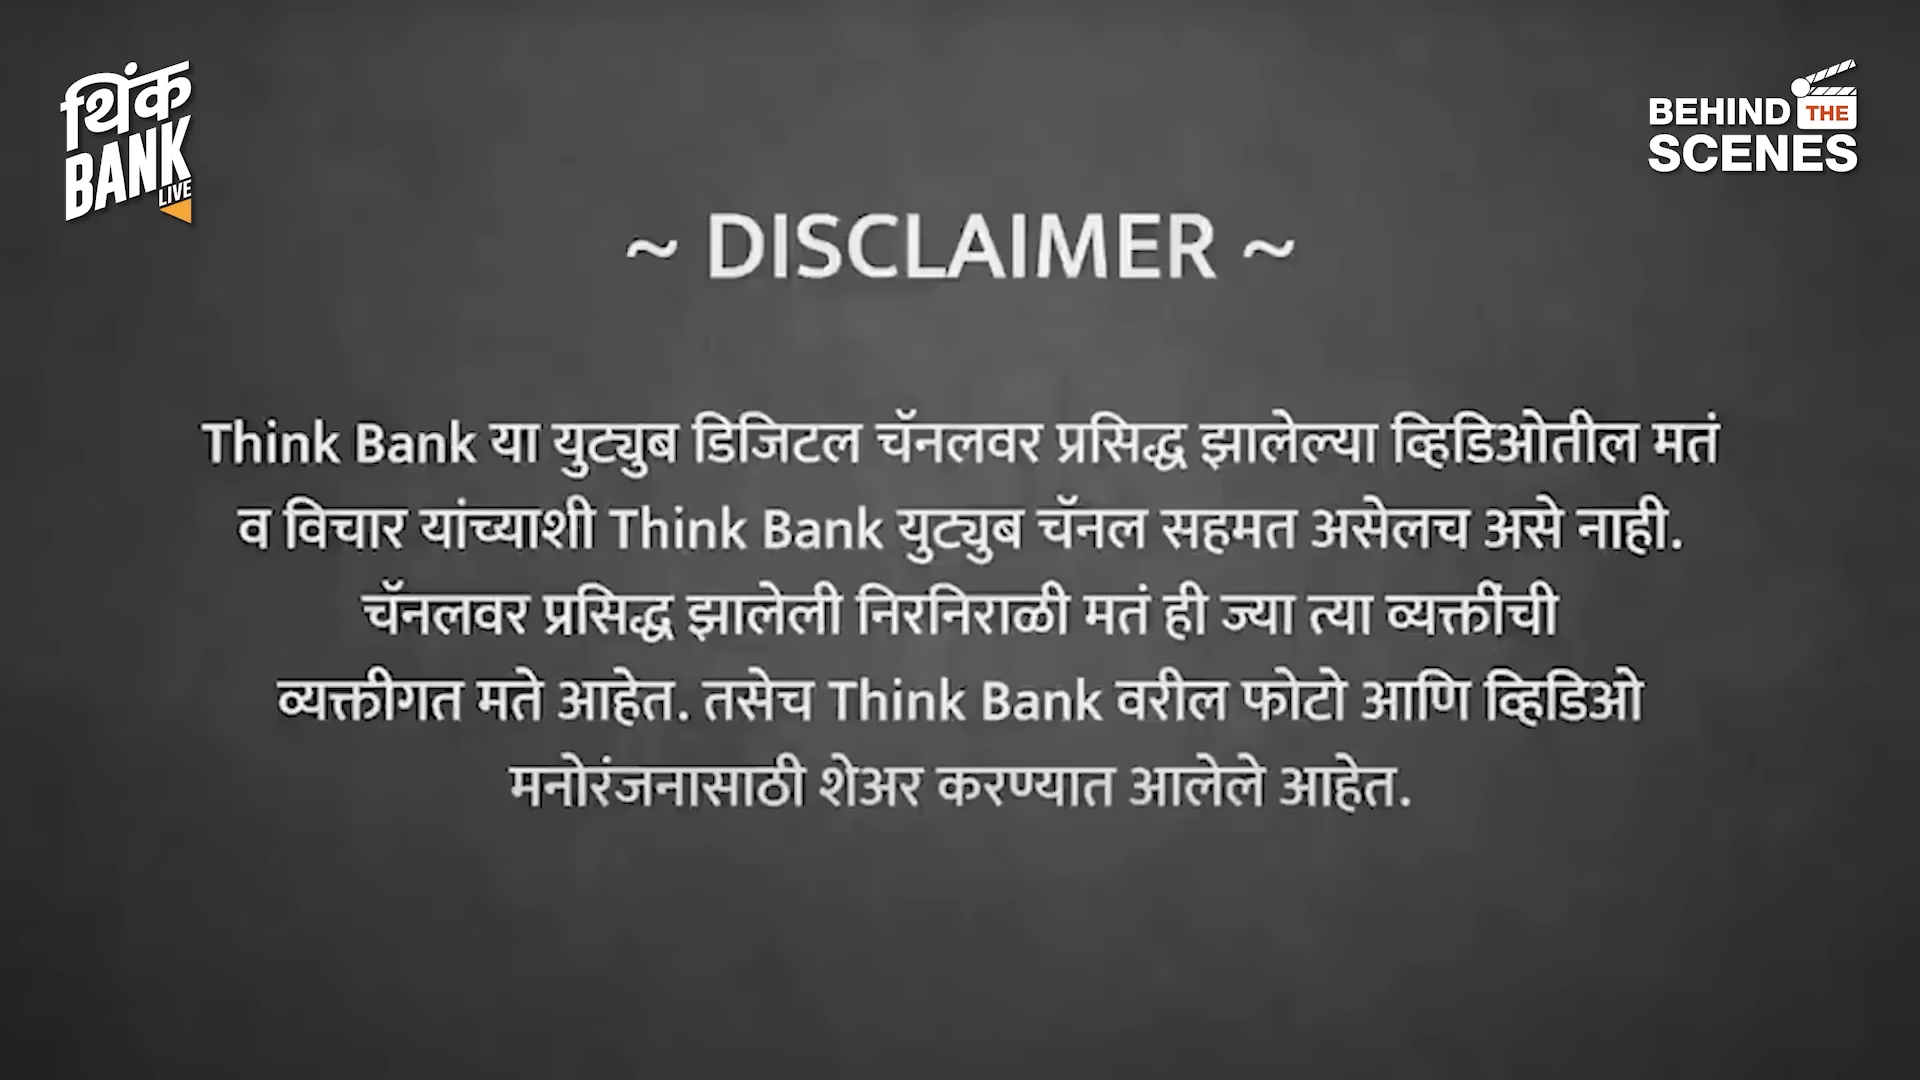 थिंक
BANK
LIVE
BEHIND THE
SCENES
~ DISCLAIMER ~
Think Bank या युट्युब डिजिटल चॅनलवर प्रसिद्ध झालेल्या व्हिडिओतील मतं
व विचार यांच्याशी Think Bank युट्युब चॅनल सहमत असेलच असे नाही.
चॅनलवर प्रसिद्ध झालेली निरनिराळी मतं ही ज्या त्या व्यक्तींची
व्यक्तीगत मते आहेत. तसेच Think Bank वरील फोटो आणि व्हिडिओ
मनोरंजनासाठी शेअर करण्यात आलेले आहेत.